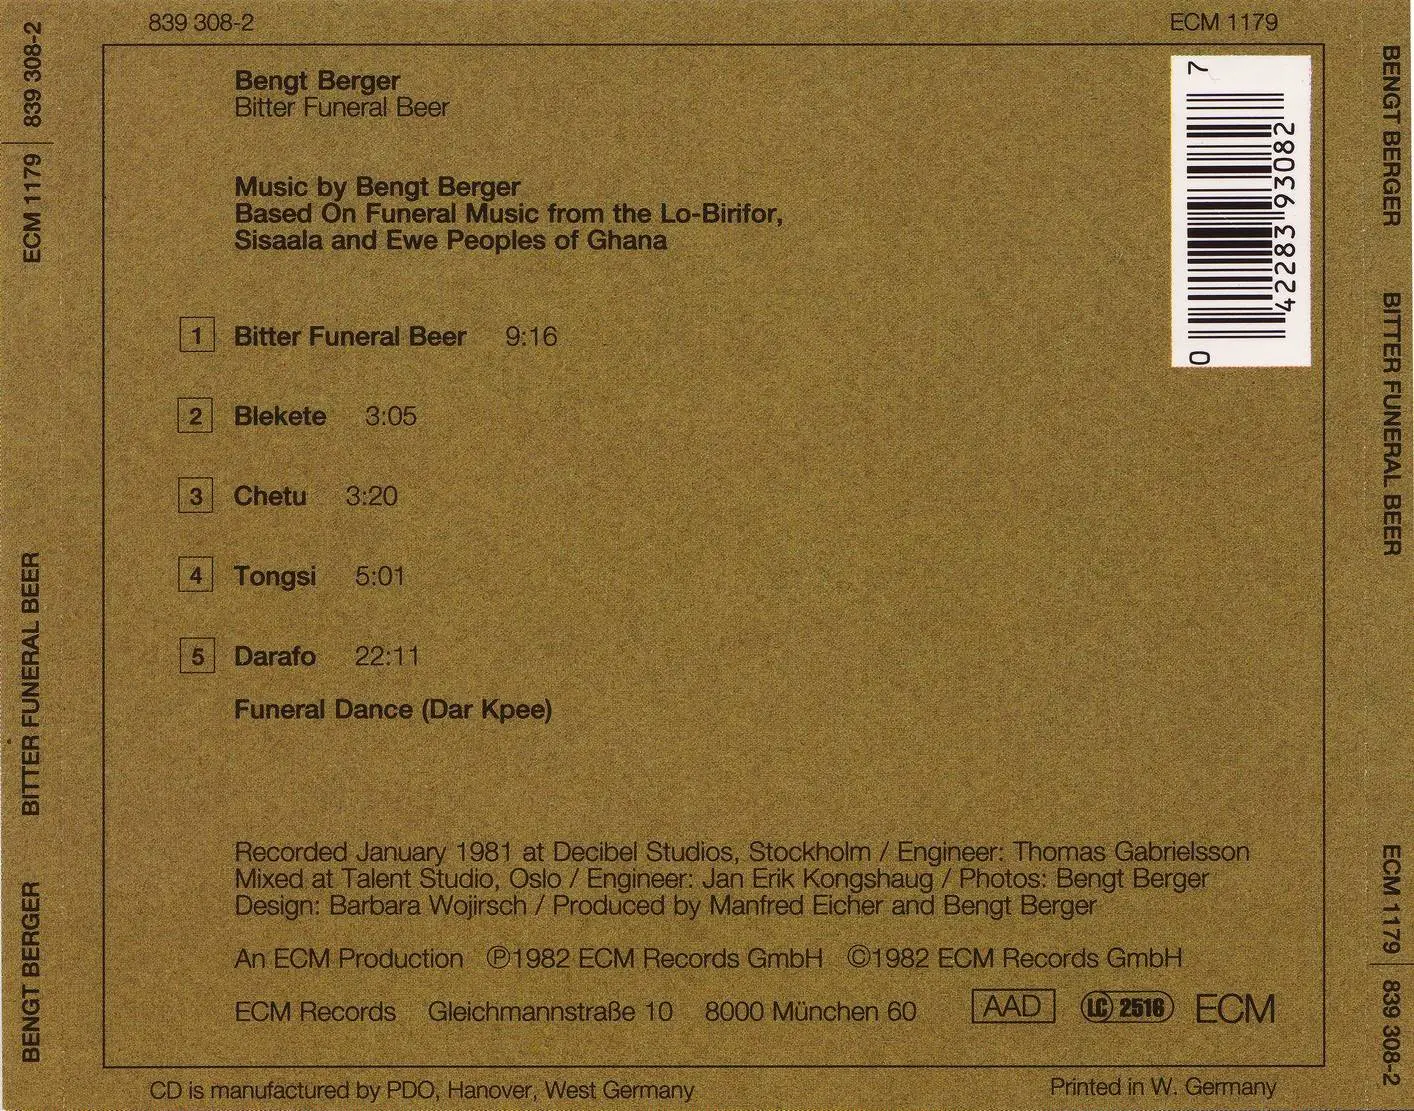 839 308-2
ECM 1179
Bengt Berger
Bitter Funeral Beer
Music by Bengt Berger
Based On Funeral Music from the Lo-Birifor,
Sisaala and Ewe Peoples of Ghana
1 Bitter Funeral Beer 9:16
2 Blekete 3:05
3 Chetu 3:20
4 Tongsi 5:01
5 Darafo 22:11
Funeral Dance (Dar Kpee)
Recorded January 1981 at Decibel Studios, Stockholm / Engineer: Thomas Gabrielsson
Mixed at Talent Studio, Oslo / Engineer: Jan Erik Kongshaug / Photos: Bengt Berger
Design: Barbara Wojirsch / Produced by Manfred Eicher and Bengt Berger
An ECM Production ℗1982 ECM Records GmbH ©1982 ECM Records GmbH
ECM Records Gleichmannstraße 10 8000 München 60 AAD LC 2516 ECM
CD is manufactured by PDO, Hanover, West Germany
Printed in W. Germany
0 42283 93082 7
BENGT BERGER BITTER FUNERAL BEER ECM 1179 839 308-2
BENGT BERGER BITTER FUNERAL BEER ECM 1179 839 308-2